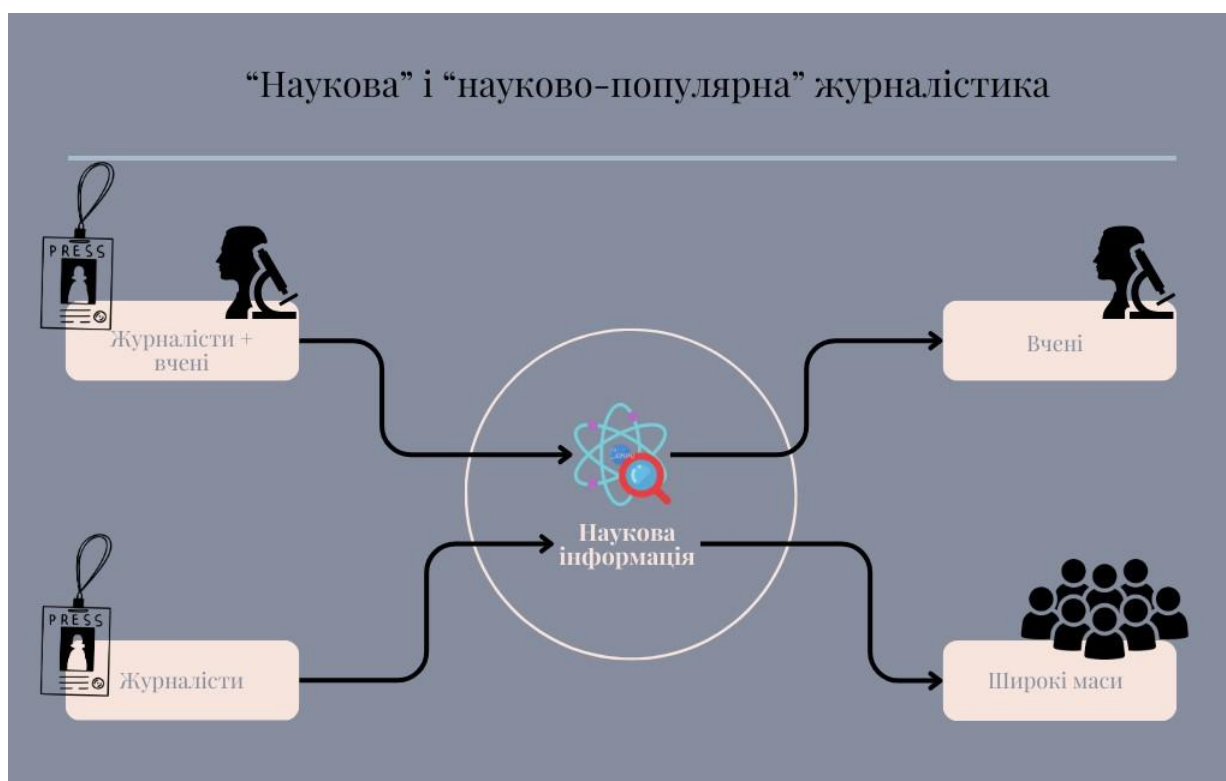 “Наукова” і “науково-популярна” журналістика
PRESS
Журналісти +
вчені
Вчені
Наукова
інформація
PRESS
Журналісти
Широкі маси